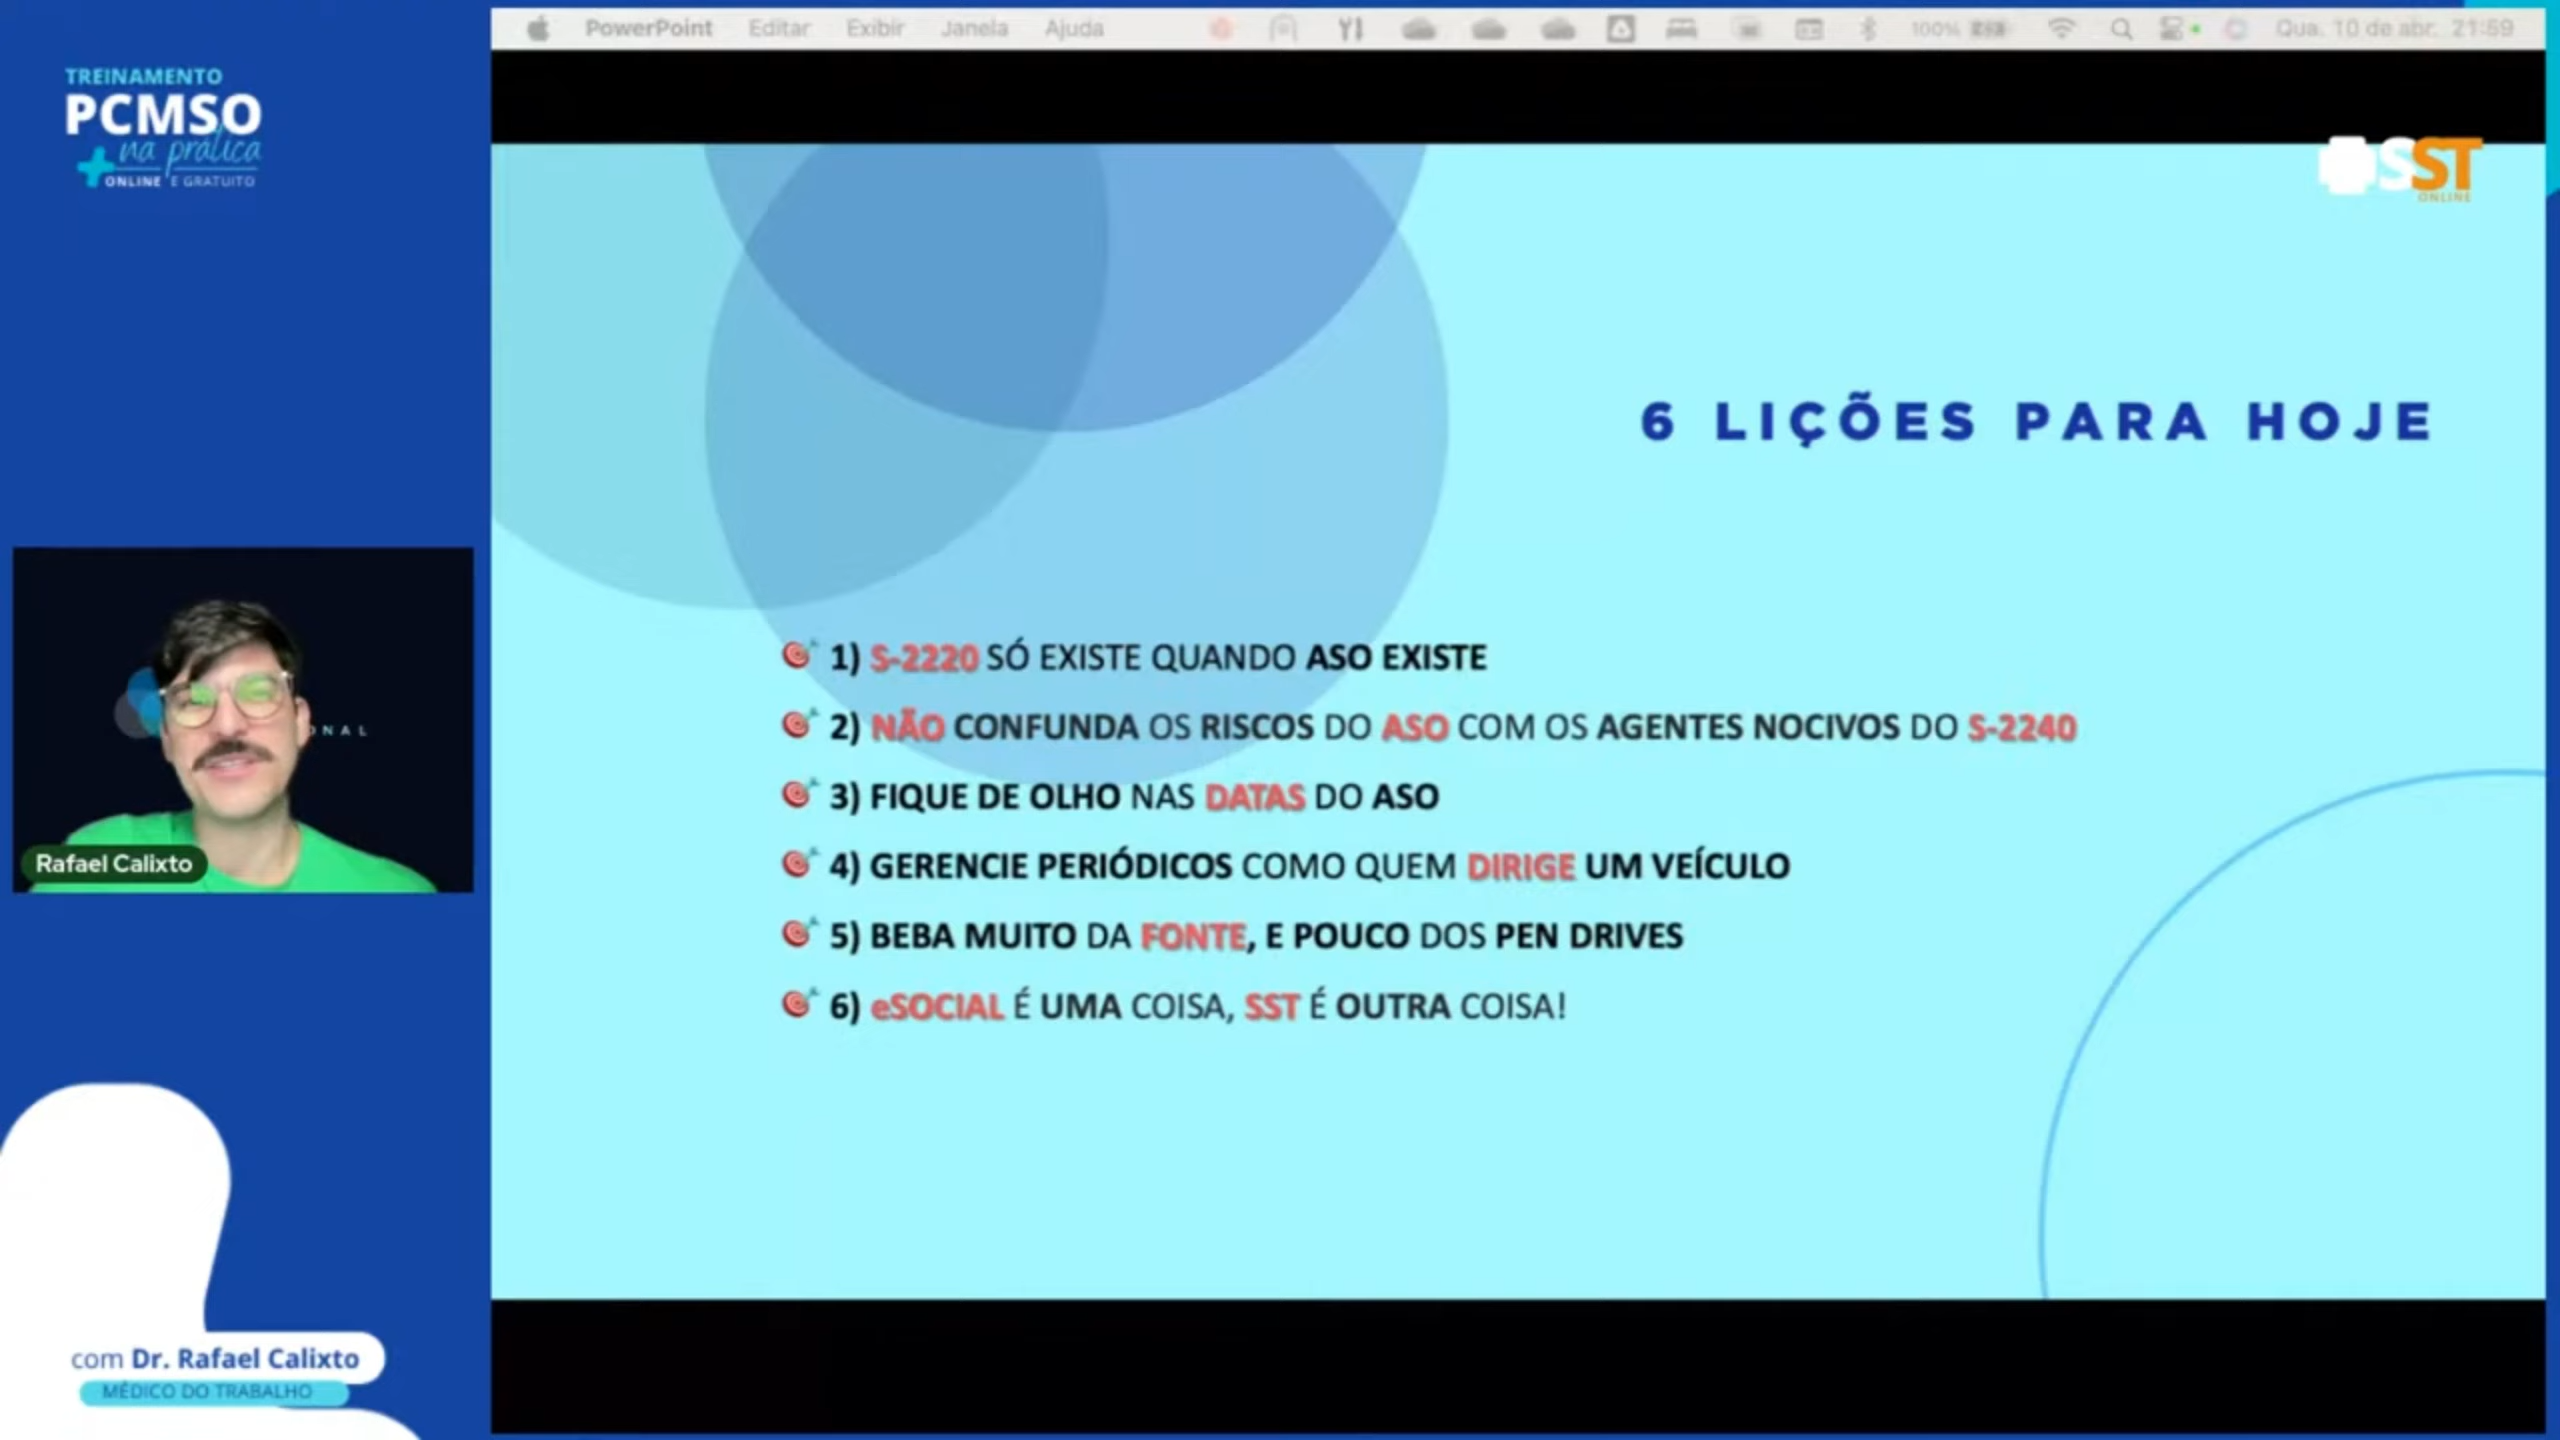 PowerPoint Editar Exibir Janela Ajuda 100% Qua. 10 de abr. 21:59
TREINAMENTO
PCMSO
na prática
ONLINE E GRATUITO
SST
ONLINE
6 LIÇÕES PARA HOJE
1) S-2220 SÓ EXISTE QUANDO ASO EXISTE
2) NÃO CONFUNDA OS RISCOS DO ASO COM OS AGENTES NOCIVOS DO S-2240
3) FIQUE DE OLHO NAS DATAS DO ASO
4) GERENCIE PERIÓDICOS COMO QUEM DIRIGE UM VEÍCULO
5) BEBA MUITO DA FONTE, E POUCO DOS PEN DRIVES
6) eSOCIAL É UMA COISA, SST É OUTRA COISA!
ONAL
Rafael Calixto
com Dr. Rafael Calixto
MÉDICO DO TRABALHO